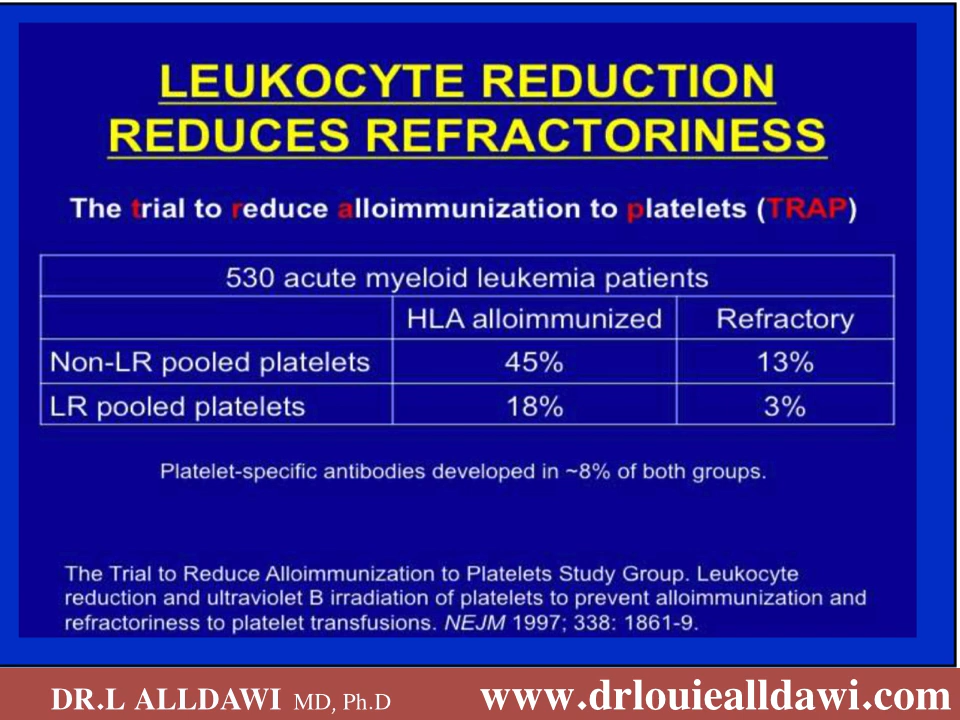 LEUKOCYTE REDUCTION
REDUCES REFRACTORINESS
The trial to reduce alloimmunization to platelets (TRAP)
530 acute myeloid leukemia patients
HLA alloimmunized Refractory
Non-LR pooled platelets 45% 13%
LR pooled platelets 18% 3%
Platelet-specific antibodies developed in ~8% of both groups.
The Trial to Reduce Alloimmunization to Platelets Study Group. Leukocyte
reduction and ultraviolet B irradiation of platelets to prevent alloimmunization and
refractoriness to platelet transfusions. NEJM 1997; 338: 1861-9.
DR.L ALLDAWI MD, Ph.D www.drlouiealldawi.com